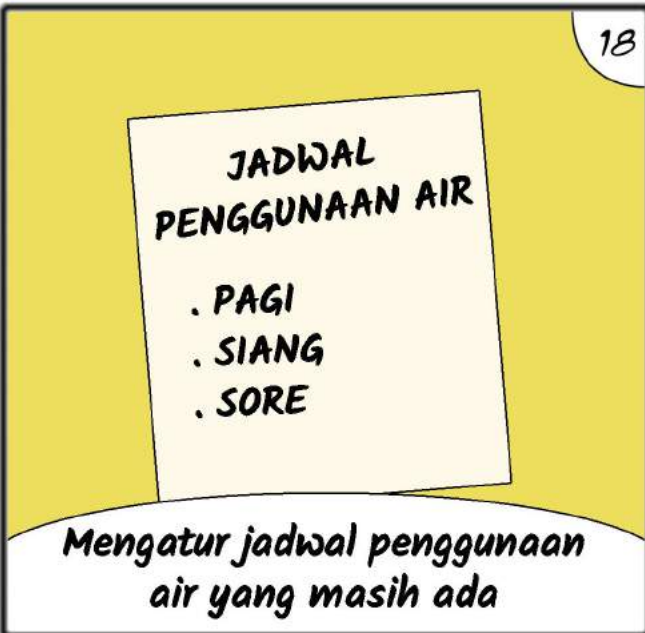 18
JADWAL
PENGGUNAAN AIR
. PAGI
. SIANG
. SORE
Mengatur jadwal penggunaan
air yang masih ada